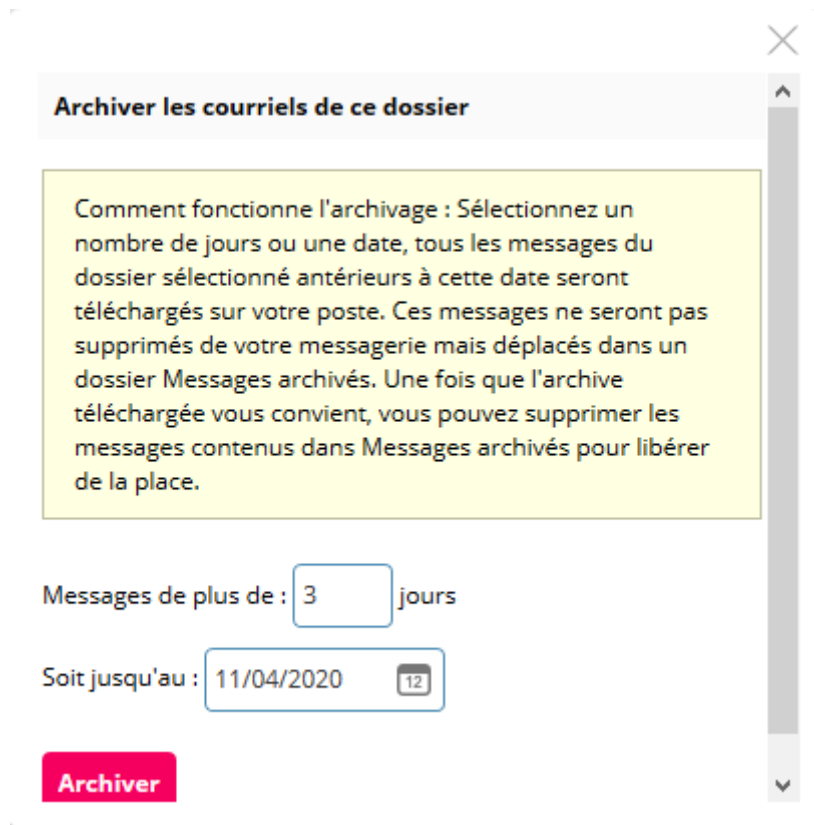 Archiver les courriels de ce dossier
Comment fonctionne l'archivage : Sélectionnez un
nombre de jours ou une date, tous les messages du
dossier sélectionné antérieurs à cette date seront
téléchargés sur votre poste. Ces messages ne seront pas
supprimés de votre messagerie mais déplacés dans un
dossier Messages archivés. Une fois que l'archive
téléchargée vous convient, vous pouvez supprimer les
messages contenus dans Messages archivés pour libérer
de la place.
Messages de plus de : 3 jours
Soit jusqu'au : 11/04/2020 12
Archiver